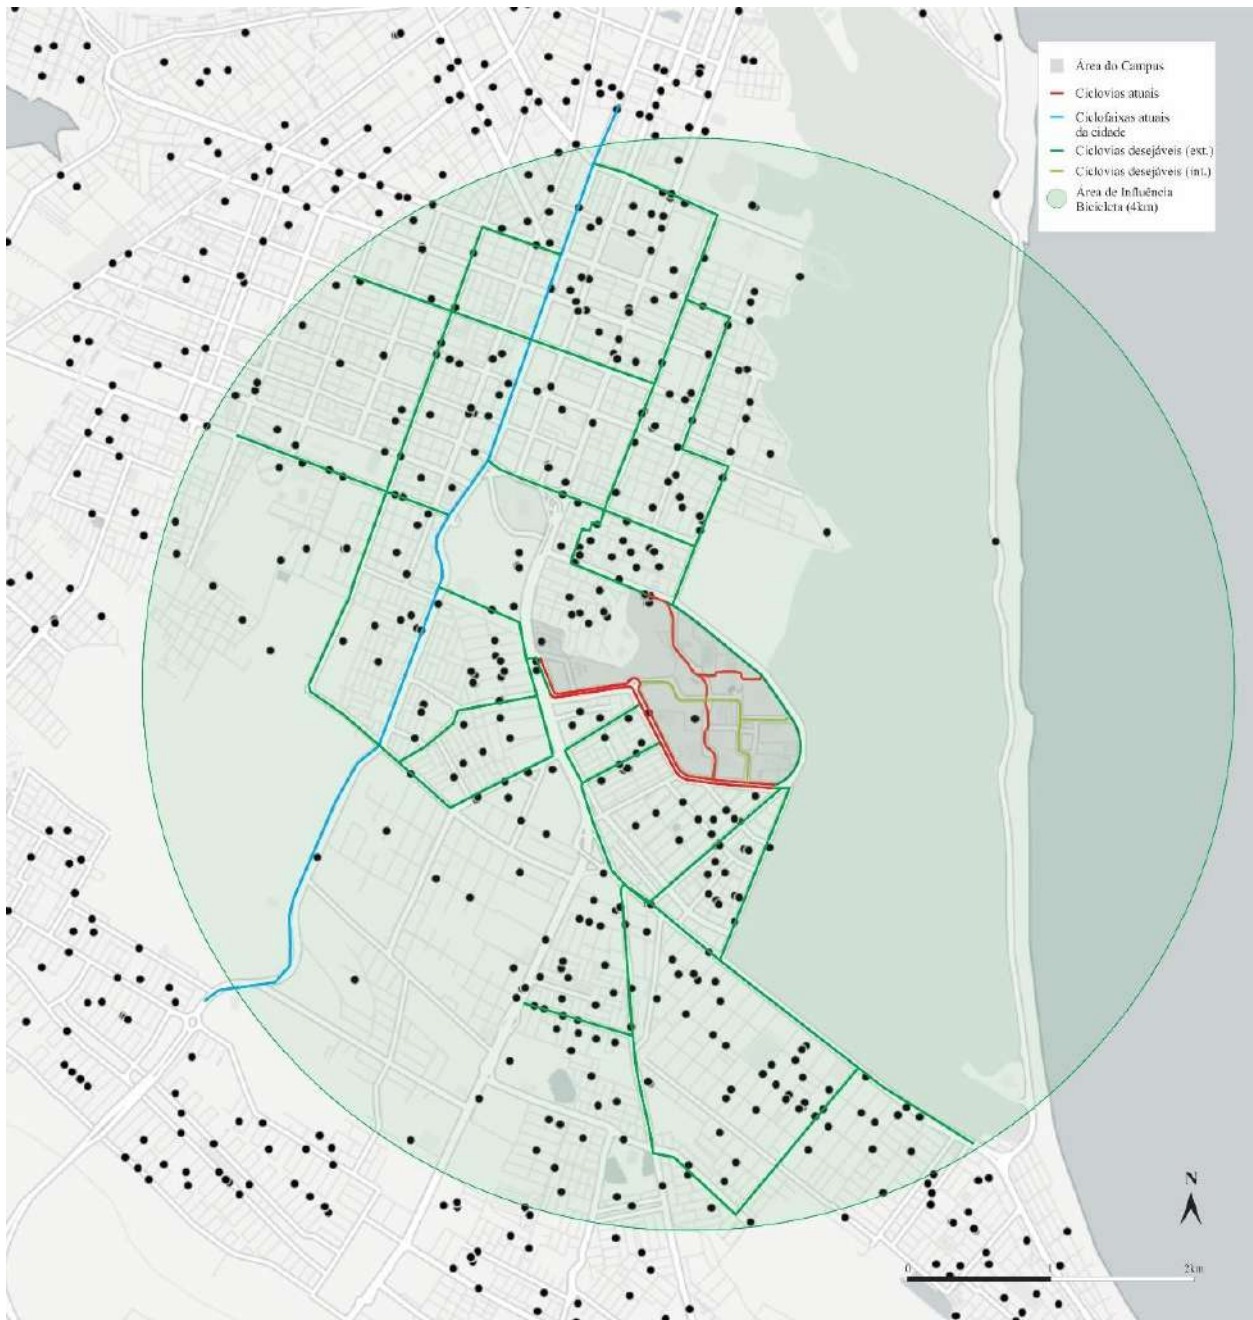 Área do Campus
Ciclovias atuais
Ciclofaixas atuais
da cidade
Ciclovias desejáveis (ext.)
Ciclovias desejáveis (int.)
Área de Influência
Bicicleta (4km)
N
0 1 2km